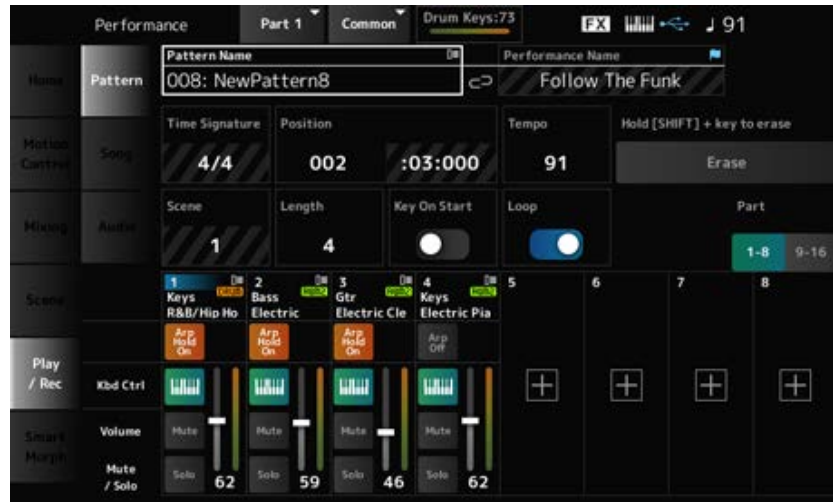 Performance
Part 1
Common
Drum Keys:73
FX
♩ 91
Home
Pattern
Pattern Name
008: NewPattern8
Performance Name
Follow The Funk
Motion
Control
Song
Time Signature
Position
Tempo
Hold [SHIFT] + key to erase
4/4
002
:03:000
91
Erase
Mixing
Audio
Scene
Length
Key On Start
Loop
Part
1
4
1-8
9-16
Scene
1
Keys
R&B/Hip Ho
2
Bass
Electric
3
Gtr
Electric Cle
4
Keys
Electric Pia
5
6
7
8
Arp
Hold
On
Arp
Hold
On
Arp
Hold
On
Arp
Off
Play
/ Rec
Kbd Ctrl
Smart
Morph
Volume
Mute
Mute
Mute
Mute
Mute
/ Solo
Solo
62
Solo
59
Solo
46
Solo
62